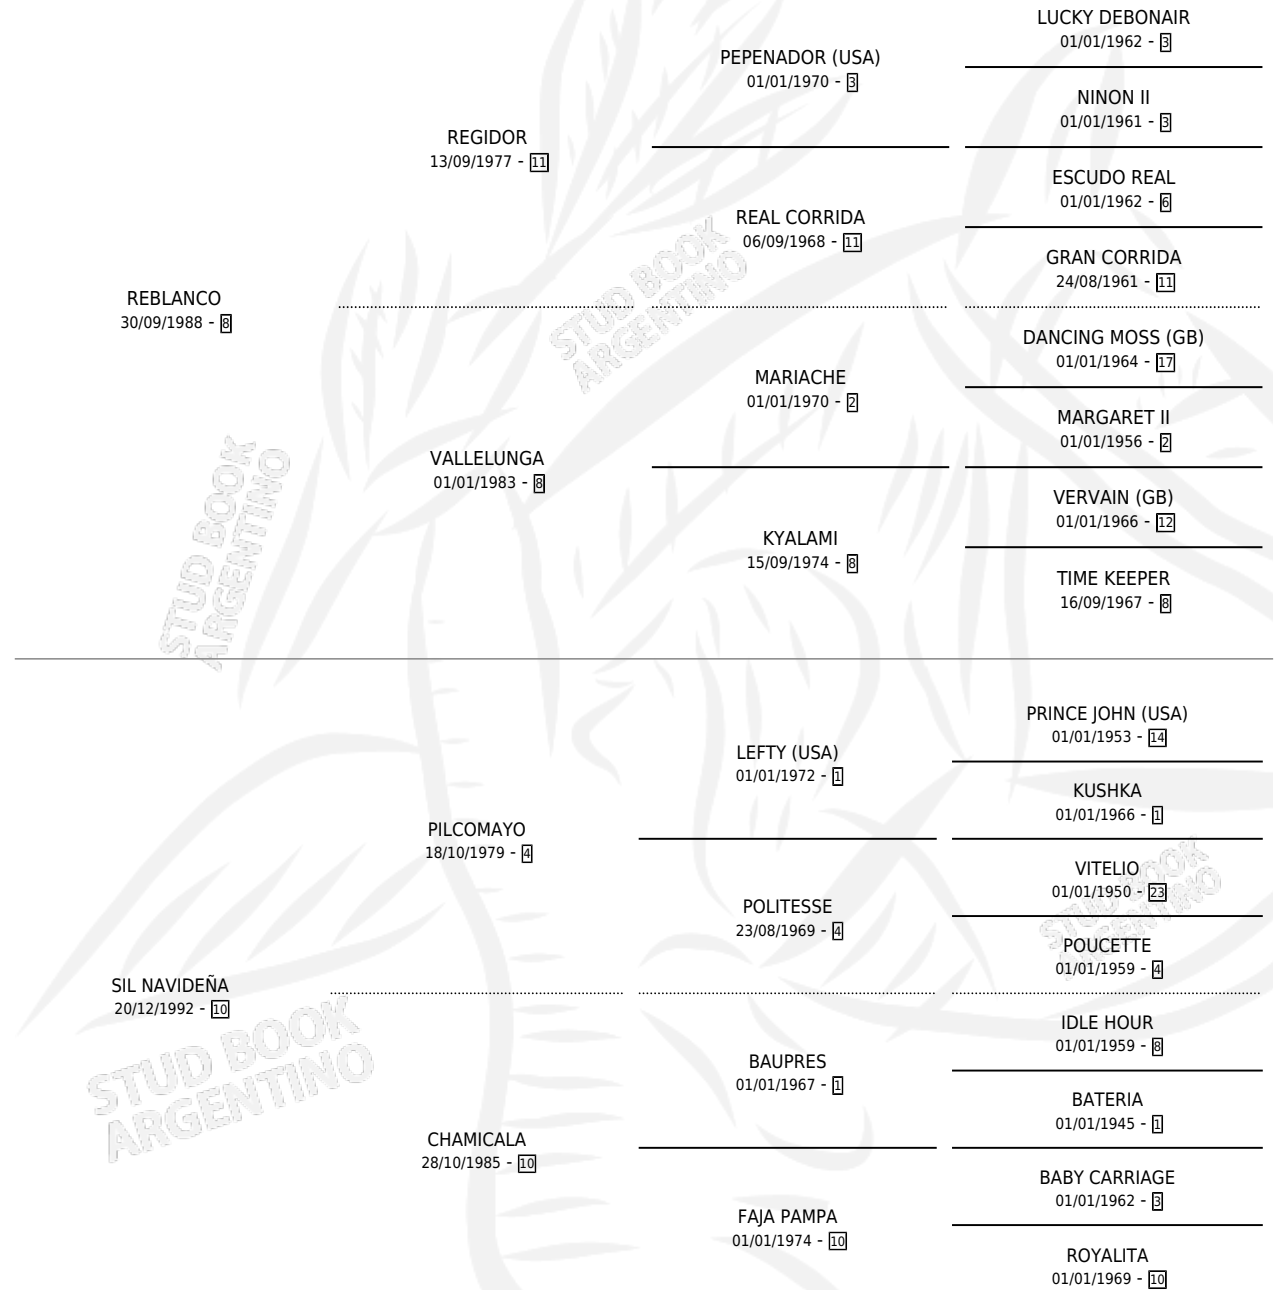 LUCKY DEBONAIR
01/01/1962 - 3
PEPENADOR (USA)
01/01/1970 - 3
NINON II
01/01/1961 - 3
REGIDOR
13/09/1977 - 11
ESCUDO REAL
01/01/1962 - 6
REAL CORRIDA
06/09/1968 - 11
GRAN CORRIDA
24/08/1961 - 11
REBLANCO
30/09/1988 - 8
DANCING MOSS (GB)
01/01/1964 - 17
MARIACHE
01/01/1970 - 2
MARGARET II
01/01/1956 - 2
VALLELUNGA
01/01/1983 - 8
VERVAIN (GB)
01/01/1966 - 12
KYALAMI
15/09/1974 - 8
TIME KEEPER
16/09/1967 - 8
STUD BOOK
ARGENTINO
STUD BOOK
ARGENTINO
PRINCE JOHN (USA)
01/01/1953 - 14
LEFTY (USA)
01/01/1972 - 1
KUSHKA
01/01/1966 - 1
PILCOMAYO
18/10/1979 - 4
VITELIO
01/01/1950 - 23
POLITESSE
23/08/1969 - 4
POUCETTE
01/01/1959 - 4
STUD BOOK
ARGENTINO
SIL NAVIDEÑA
20/12/1992 - 10
IDLE HOUR
01/01/1959 - 8
BAUPRES
01/01/1967 - 1
BATERIA
01/01/1945 - 1
CHAMICALA
28/10/1985 - 10
BABY CARRIAGE
01/01/1962 - 3
FAJA PAMPA
01/01/1974 - 10
ROYALITA
01/01/1969 - 10
STUD BOOK
ARGENTINO